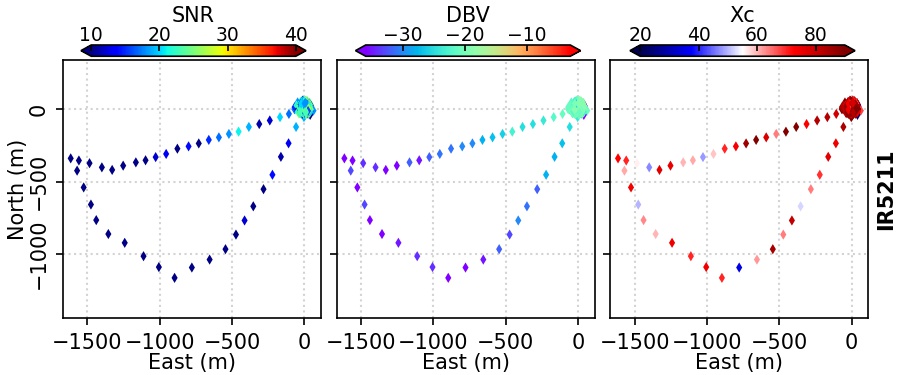 SNR DBV Xc
10 20 30 40 −30 −20 −10 20 40 60 80
0
−500
−1000
North (m)
IR5211
−1500 −1000 −500 0 −1500 −1000 −500 0 −1500 −1000 −500 0
East (m) East (m) East (m)